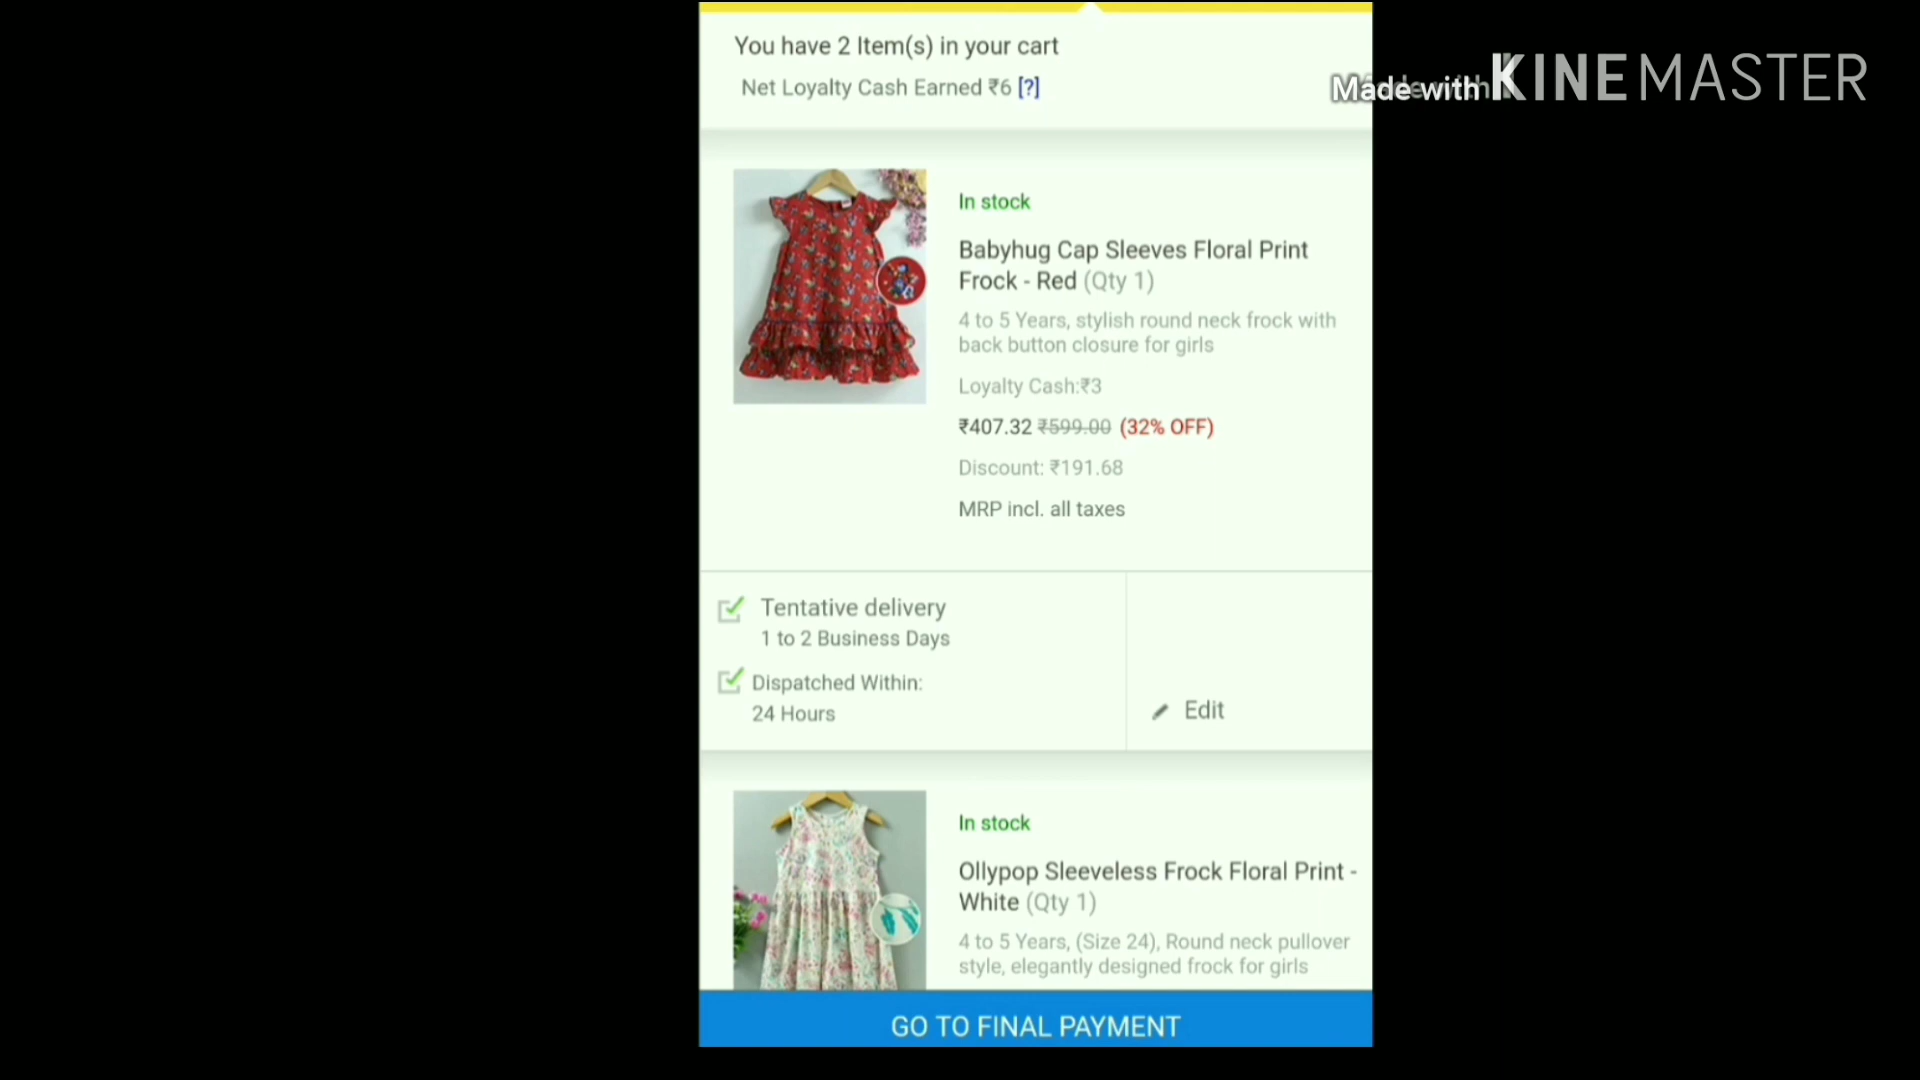 You have 2 Item(s) in your cart
Net Loyalty Cash Earned ₹6 [?]
Made with KINEMASTER
In stock
Babyhug Cap Sleeves Floral Print
Frock - Red (Qty 1)
4 to 5 Years, stylish round neck frock with
back button closure for girls
Loyalty Cash:₹3
₹407.32 ₹599.00 (32% OFF)
Discount: ₹191.68
MRP incl. all taxes
Tentative delivery
1 to 2 Business Days
Dispatched Within:
24 Hours
Edit
In stock
Ollypop Sleeveless Frock Floral Print -
White (Qty 1)
4 to 5 Years, (Size 24), Round neck pullover
style, elegantly designed frock for girls
GO TO FINAL PAYMENT